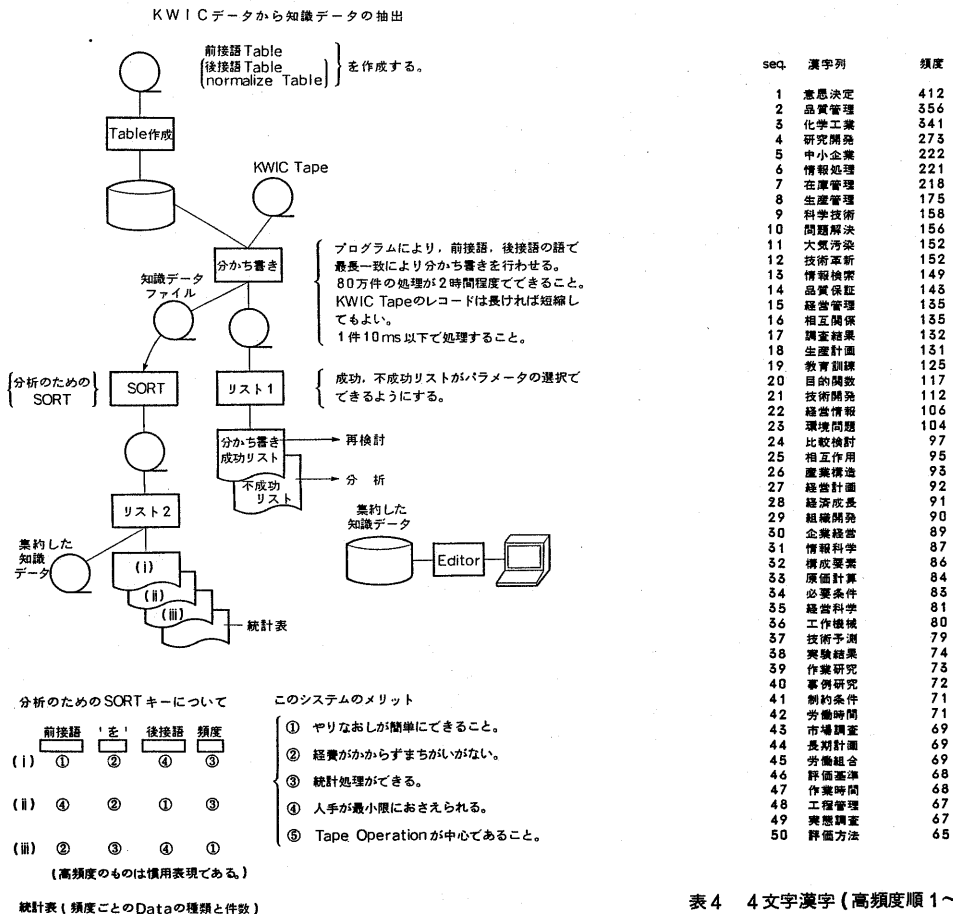 KWICデータから知識データの抽出
前接語Table
後接語Table
normalize Table
を作成する。
Table作成
KWIC Tape
分かち書き
プログラムにより,前接語,後接語の語で
最長一致により分かち書きを行わせる。
80万件の処理が2時間程度でできること。
KWIC Tapeのレコードは長ければ短縮し
てもよい。
1件10ms以下で処理すること。
知識データ
ファイル
分析のための
SORT
SORT
リスト1
成功,不成功リストがパラメータの選択で
できるようにする。
分かち書き
成功リスト
再検討
不成功
リスト
分 析
リスト2
集約した
知識データ
Editor
集約した
知識
データ
(i)
(ii)
(iii)
統計表
分析のためのSORTキーについて
前接語 'を' 後接語 頻度
(i) ① ② ④ ③
(ii) ④ ② ① ③
(iii) ② ③ ④ ①
(高頻度のものは慣用表現である。)
統計表(頻度ごとのDataの種類と件数)
このシステムのメリット
① やりなおしが簡単にできること。
② 経費がかからずまちがいがない。
③ 統計処理ができる。
④ 人手が最小限におさえられる。
⑤ Tape Operationが中心であること。
seq. 漢字列 頻度
1 意思決定 412
2 品質管理 356
3 化学工業 341
4 研究開発 273
5 中小企業 222
6 情報処理 221
7 在庫管理 218
8 生産管理 175
9 科学技術 158
10 問題解決 156
11 大気汚染 152
12 技術革新 152
13 情報検索 149
14 品質保証 143
15 経営管理 135
16 相互関係 135
17 調査結果 132
18 生産計画 131
19 教育訓練 125
20 目的関数 117
21 技術開発 112
22 経営情報 106
23 環境問題 104
24 比較検討 97
25 相互作用 95
26 産業構造 93
27 経営計画 92
28 経済成長 91
29 組織開発 90
30 企業経営 89
31 情報科学 87
32 構成要素 86
33 原価計算 84
34 必要条件 83
35 経営科学 81
36 工作機械 80
37 技術予測 79
38 実験結果 74
39 作業研究 73
40 事例研究 72
41 制約条件 71
42 労働時間 71
43 市場調査 69
44 長期計画 69
45 労働組合 69
46 評価基準 68
47 作業時間 68
48 工程管理 67
49 実態調査 67
50 評価方法 65
表4 4文字漢字(高頻度順1~